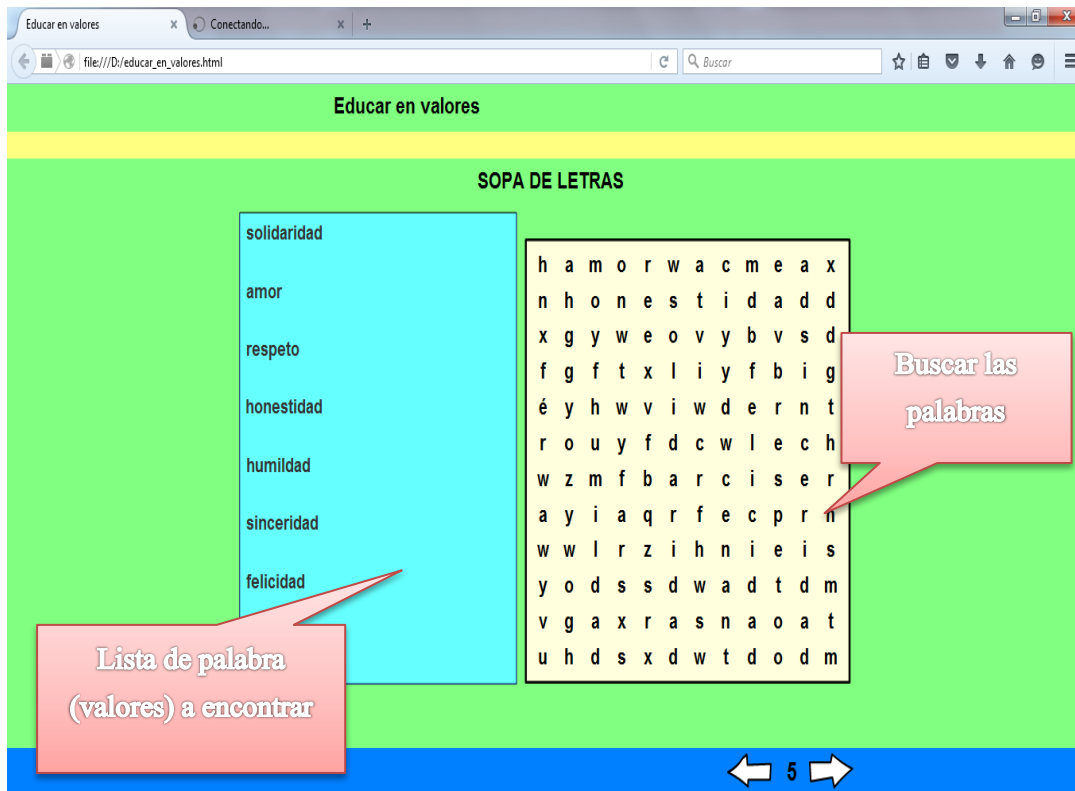 Educar en valores
Conectando...
file:///D:/educar_en_valores.html
Buscar
Educar en valores
SOPA DE LETRAS
solidaridad
amor
respeto
honestidad
humildad
sinceridad
felicidad
h a m o r w a c m e a x
n h o n e s t i d a d d
x g y w e o v y b v s d
f g f t x l i y f b i g
é y h w v i w d e r n t
r o u y f d c w l e c h
w z m f b a r c i s e r
a y i a q r f e c p r n
w w l r z i h n i e i s
y o d s s d w a d t d m
v g a x r a s n a o a t
u h d s x d w t d o d m
Buscar las
palabras
Lista de palabra
(valores) a encontrar
5